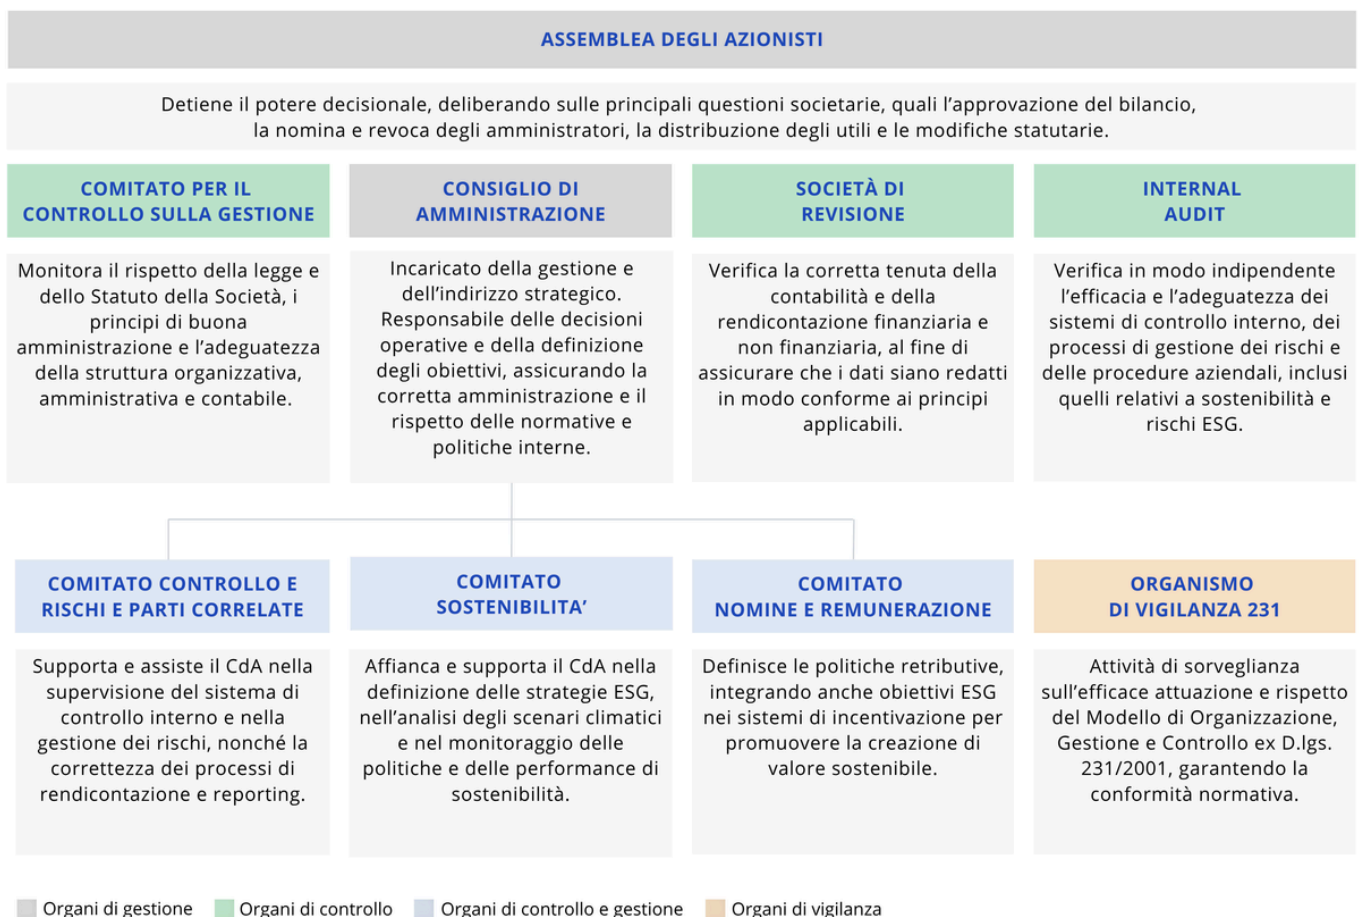 ASSEMBLEA DEGLI AZIONISTI
Detiene il potere decisionale, deliberando sulle principali questioni societarie, quali l’approvazione del bilancio,
la nomina e revoca degli amministratori, la distribuzione degli utili e le modifiche statutarie.
COMITATO PER IL
CONTROLLO SULLA GESTIONE
Monitora il rispetto della legge e
dello Statuto della Società, i
principi di buona
amministrazione e l’adeguatezza
della struttura organizzativa,
amministrativa e contabile.
CONSIGLIO DI
AMMINISTRAZIONE
Incaricato della gestione e
dell’indirizzo strategico.
Responsabile delle decisioni
operative e della definizione
degli obiettivi, assicurando la
corretta amministrazione e il
rispetto delle normative e
politiche interne.
SOCIETÀ DI
REVISIONE
Verifica la corretta tenuta della
contabilità e della
rendicontazione finanziaria e
non finanziaria, al fine di
assicurare che i dati siano redatti
in modo conforme ai principi
applicabili.
INTERNAL
AUDIT
Verifica in modo indipendente
l’efficacia e l’adeguatezza dei
sistemi di controllo interno, dei
processi di gestione dei rischi e
delle procedure aziendali, inclusi
quelli relativi a sostenibilità e
rischi ESG.
COMITATO CONTROLLO E
RISCHI E PARTI CORRELATE
Supporta e assiste il CdA nella
supervisione del sistema di
controllo interno e nella
gestione dei rischi, nonché la
correttezza dei processi di
rendicontazione e reporting.
COMITATO
SOSTENIBILITA’
Affianca e supporta il CdA nella
definizione delle strategie ESG,
nell’analisi degli scenari climatici
e nel monitoraggio delle
politiche e delle performance di
sostenibilità.
COMITATO
NOMINE E REMUNERAZIONE
Definisce le politiche retributive,
integrando anche obiettivi ESG
nei sistemi di incentivazione per
promuovere la creazione di
valore sostenibile.
ORGANISMO
DI VIGILANZA 231
Attività di sorveglianza
sull’efficace attuazione e rispetto
del Modello di Organizzazione,
Gestione e Controllo ex D.lgs.
231/2001, garantendo la
conformità normativa.
Organi di gestione
Organi di controllo
Organi di controllo e gestione
Organi di vigilanza